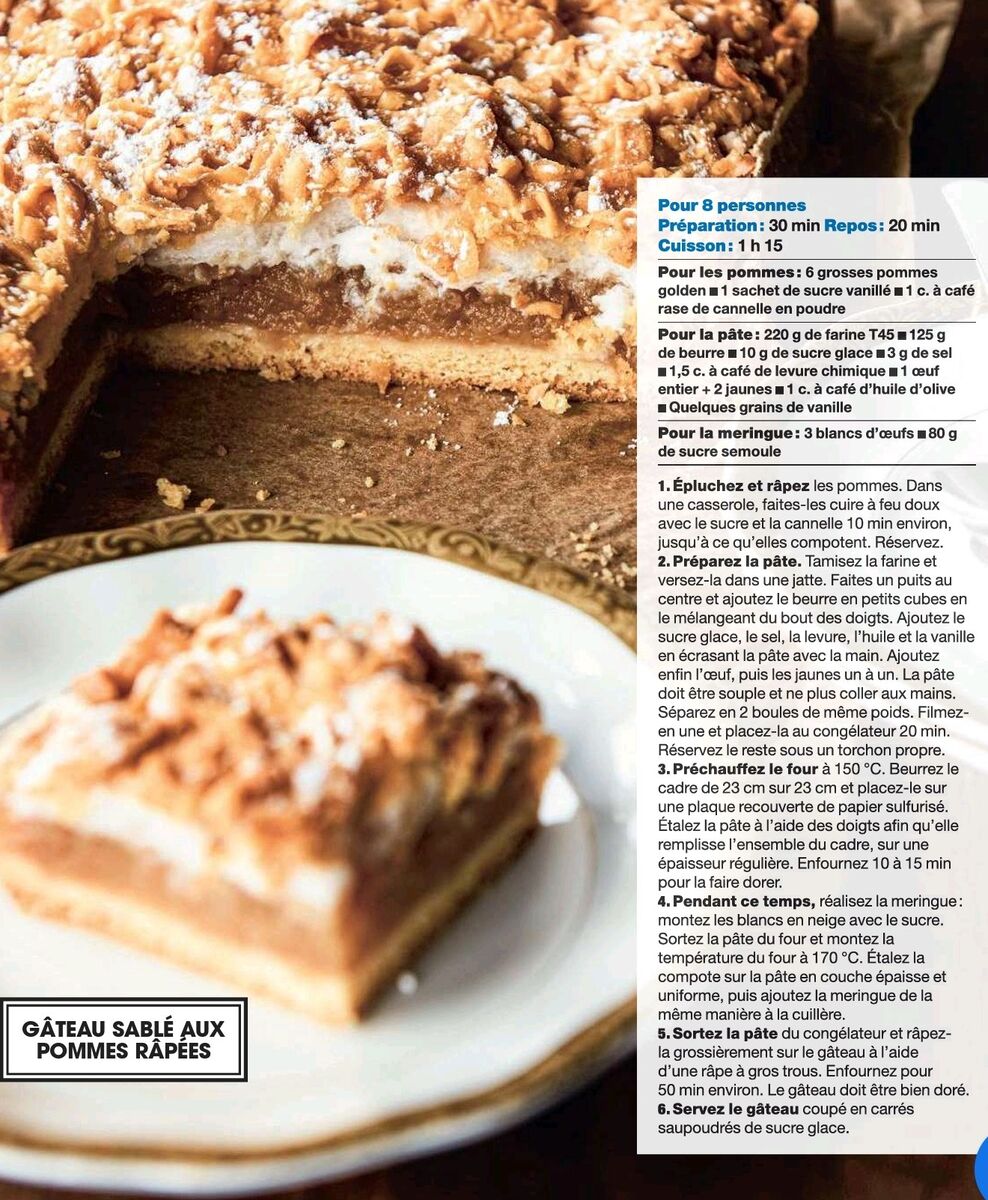 Pour 8 personnes
Préparation : 30 min Repos : 20 min
Cuisson : 1 h 15
Pour les pommes : 6 grosses pommes
golden ■ 1 sachet de sucre vanillé ■ 1 c. à café
rase de cannelle en poudre
Pour la pâte : 220 g de farine T45 ■ 125 g
de beurre ■ 10 g de sucre glace ■ 3 g de sel
■ 1,5 c. à café de levure chimique ■ 1 œuf
entier + 2 jaunes ■ 1 c. à café d'huile d'olive
■ Quelques grains de vanille
Pour la meringue : 3 blancs d'œufs ■ 80 g
de sucre semoule
1. Épluchez et râpez les pommes. Dans
une casserole, faites-les cuire à feu doux
avec le sucre et la cannelle 10 min environ,
jusqu'à ce qu'elles compotent. Réservez.
2. Préparez la pâte. Tamisez la farine et
versez-la dans une jatte. Faites un puits au
centre et ajoutez le beurre en petits cubes en
le mélangeant du bout des doigts. Ajoutez le
sucre glace, le sel, la levure, l'huile et la vanille
en écrasant la pâte avec la main. Ajoutez
enfin l'œuf, puis les jaunes un à un. La pâte
doit être souple et ne plus coller aux mains.
Séparez en 2 boules de même poids. Filmez-
en une et placez-la au congélateur 20 min.
Réservez le reste sous un torchon propre.
3. Préchauffez le four à 150 °C. Beurrez le
cadre de 23 cm sur 23 cm et placez-le sur
une plaque recouverte de papier sulfurisé.
Étalez la pâte à l'aide des doigts afin qu'elle
remplisse l'ensemble du cadre, sur une
épaisseur régulière. Enfournez 10 à 15 min
pour la faire dorer.
4. Pendant ce temps, réalisez la meringue :
montez les blancs en neige avec le sucre.
Sortez la pâte du four et montez la
température du four à 170 °C. Étalez la
compote sur la pâte en couche épaisse et
uniforme, puis ajoutez la meringue de la
même manière à la cuillère.
5. Sortez la pâte du congélateur et râpez-
la grossièrement sur le gâteau à l'aide
d'une râpe à gros trous. Enfournez pour
50 min environ. Le gâteau doit être bien doré.
6. Servez le gâteau coupé en carrés
saupoudrés de sucre glace.
GÂTEAU SABLÉ AUX
POMMES RÂPÉES